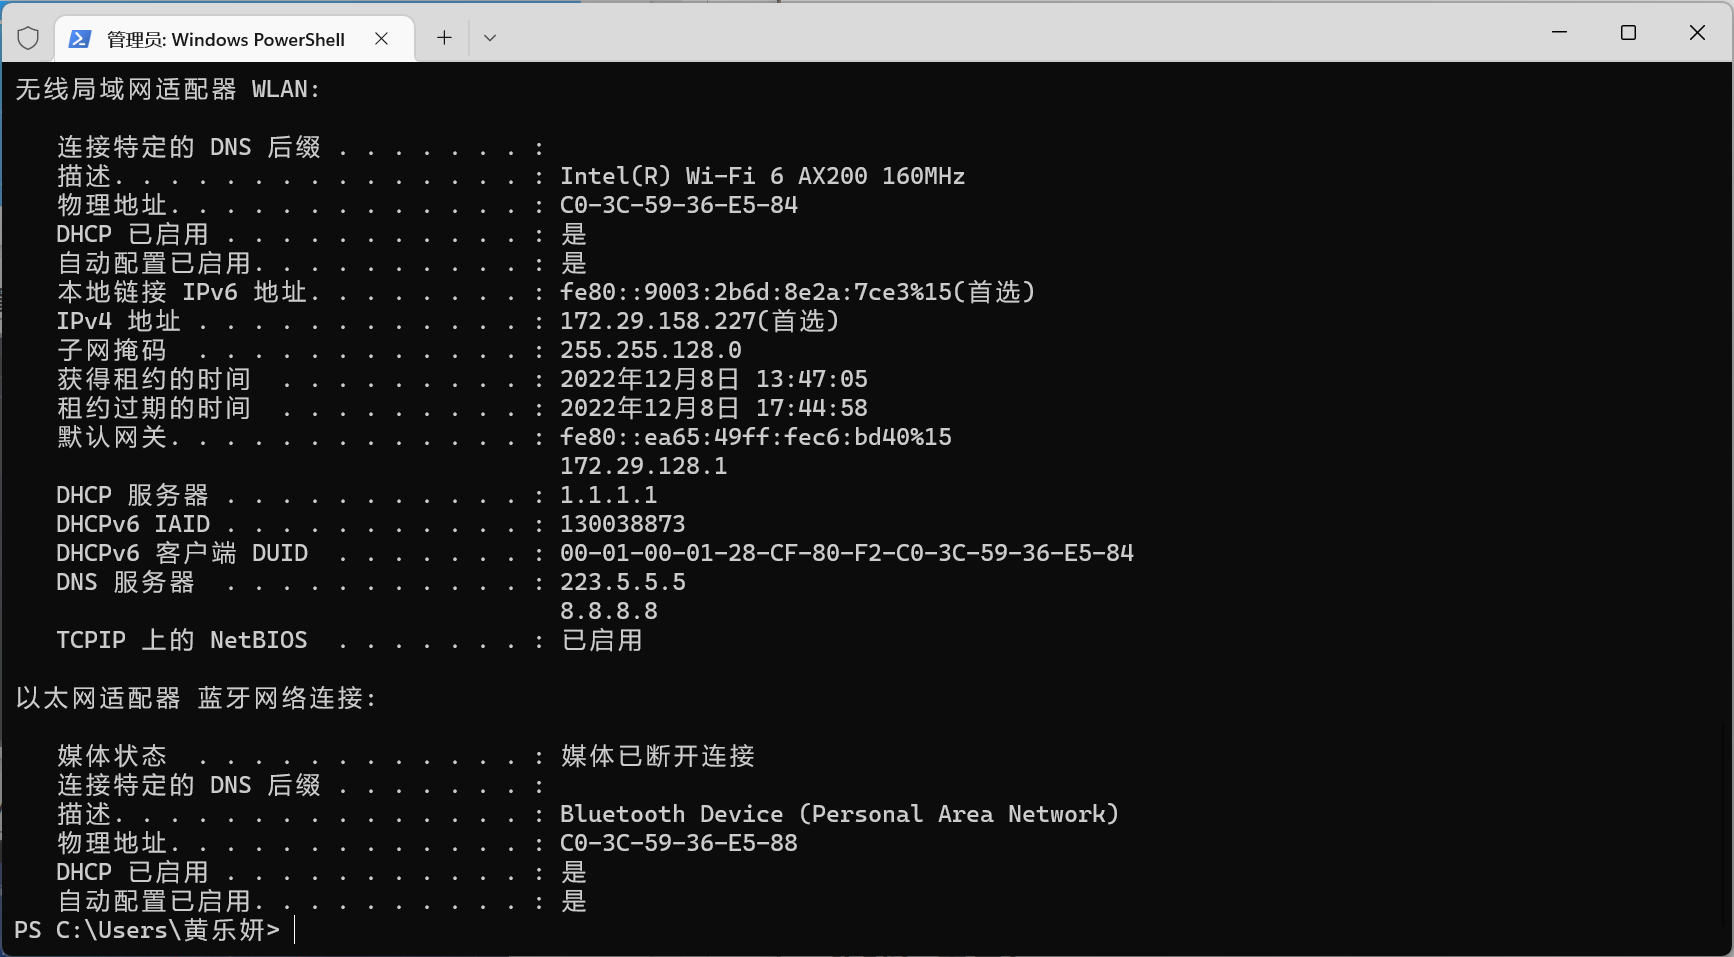 管理员: Windows PowerShell
无线局域网适配器 WLAN:
连接特定的 DNS 后缀 . . . . . . . :
描述. . . . . . . . . . . . . . . : Intel(R) Wi-Fi 6 AX200 160MHz
物理地址. . . . . . . . . . . . . : C0-3C-59-36-E5-84
DHCP 已启用 . . . . . . . . . . . : 是
自动配置已启用. . . . . . . . . . : 是
本地链接 IPv6 地址. . . . . . . . : fe80::9003:2b6d:8e2a:7ce3%15(首选)
IPv4 地址 . . . . . . . . . . . . : 172.29.158.227(首选)
子网掩码  . . . . . . . . . . . . : 255.255.128.0
获得租约的时间  . . . . . . . . . : 2022年12月8日 13:47:05
租约过期的时间  . . . . . . . . . : 2022年12月8日 17:44:58
默认网关. . . . . . . . . . . . . : fe80::ea65:49ff:fec6:bd40%15
172.29.128.1
DHCP 服务器 . . . . . . . . . . . : 1.1.1.1
DHCPv6 IAID . . . . . . . . . . . : 130038873
DHCPv6 客户端 DUID  . . . . . . . : 00-01-00-01-28-CF-80-F2-C0-3C-59-36-E5-84
DNS 服务器  . . . . . . . . . . . : 223.5.5.5
8.8.8.8
TCPIP 上的 NetBIOS  . . . . . . . : 已启用
以太网适配器 蓝牙网络连接:
媒体状态  . . . . . . . . . . . . : 媒体已断开连接
连接特定的 DNS 后缀 . . . . . . . :
描述. . . . . . . . . . . . . . . : Bluetooth Device (Personal Area Network)
物理地址. . . . . . . . . . . . . : C0-3C-59-36-E5-88
DHCP 已启用 . . . . . . . . . . . : 是
自动配置已启用. . . . . . . . . . : 是
PS C:\Users\黄乐妍>